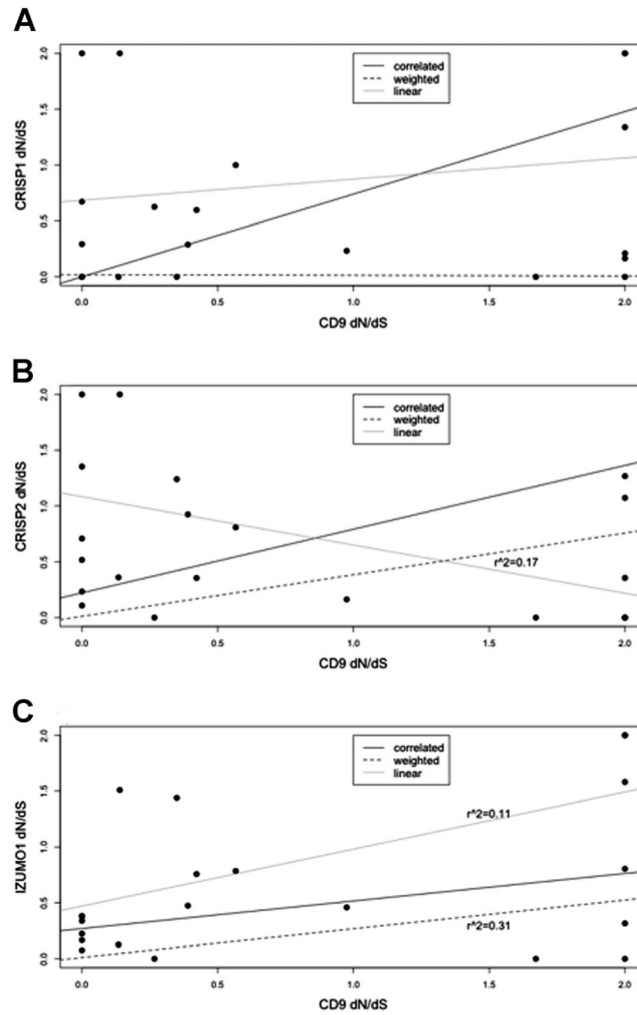 A
correlated
weighted
linear
CRISP1 dN/dS
2.0
1.5
1.0
0.5
0.0
0.0 0.5 1.0 1.5 2.0
CD9 dN/dS
B
correlated
weighted
linear
CRISP2 dN/dS
2.0
1.5
1.0
0.5
0.0
r^2=0.17
0.0 0.5 1.0 1.5 2.0
CD9 dN/dS
C
correlated
weighted
linear
IZUMO1 dN/dS
2.0
1.5
1.0
0.5
0.0
r^2=0.11
r^2=0.31
0.0 0.5 1.0 1.5 2.0
CD9 dN/dS